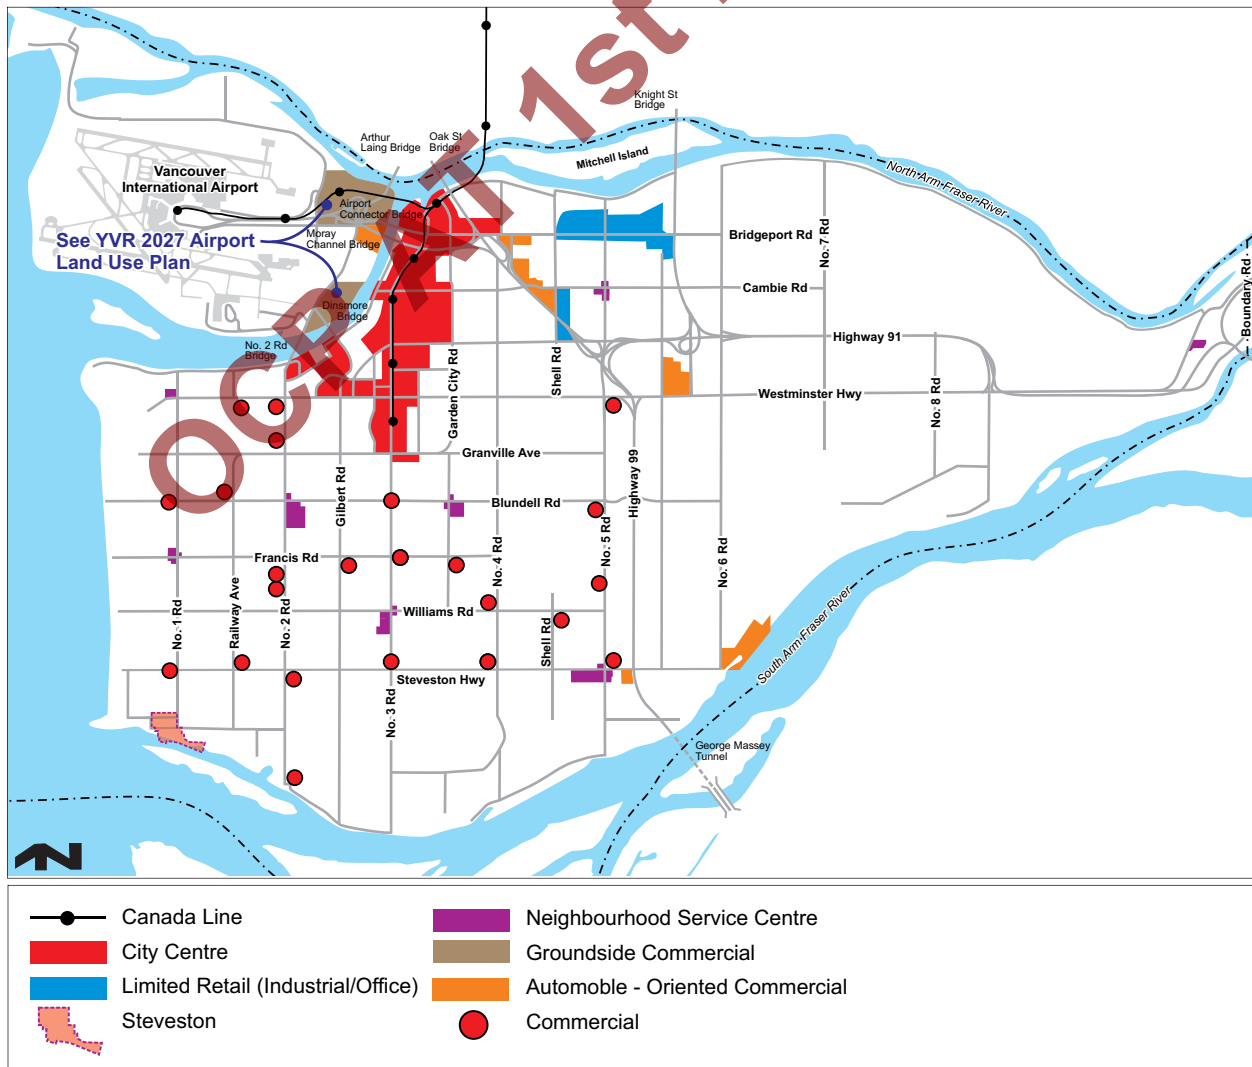 Knight St
Bridge
Arthur
Laing Bridge
Oak St
Bridge
Mitchell Island
North Arm Fraser River
Vancouver
International Airport
Airport
Connector Bridge
See YVR 2027 Airport
Land Use Plan
Moray
Channel Bridge
Dinsmore
Bridge
No. 2 Rd
Bridge
Bridgeport Rd
No. 7 Rd
Cambie Rd
Boundary Rd
Highway 91
Shell Rd
Garden City Rd
Westminster Hwy
No. 8 Rd
Granville Ave
Gilbert Rd
Highway 99
Blundell Rd
No. 5 Rd
No. 4 Rd
No. 6 Rd
Francis Rd
No. 1 Rd
Railway Ave
No. 2 Rd
Williams Rd
Shell Rd
South Arm Fraser River
Steveston Hwy
No. 3 Rd
George Massey
Tunnel
Canada Line
City Centre
Limited Retail (Industrial/Office)
Steveston
Neighbourhood Service Centre
Groundside Commercial
Automoble - Oriented Commercial
Commercial
1st